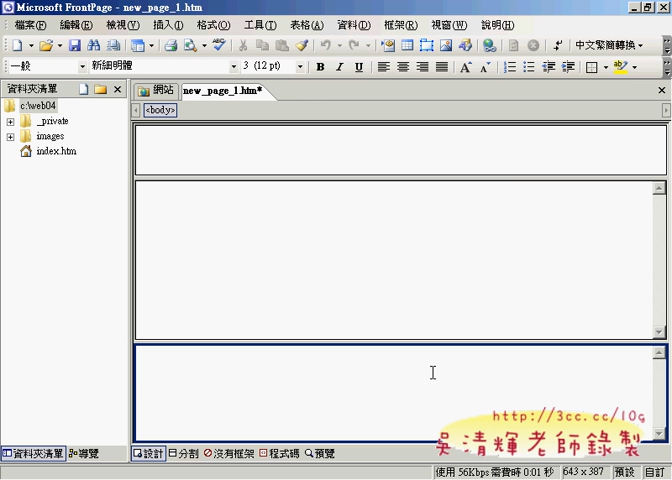 Microsoft FrontPage - new_page_1.htm
檔案(F) 編輯(E) 檢視(V) 插入(I) 格式(O) 工具(T) 表格(A) 資料(D) 框架(R) 視窗(W) 說明(H)
中文繁簡轉換
一般 新細明體 3 (12 pt) B I U A A
資料夾清單 網站 new_page_1.htm*
c:\web04 <body>
_private
images
index.htm
http://3cc.cc/10g
吳清輝老師錄製
資料夾清單 導覽 設計 分割 沒有框架 程式碼 預覽
使用 56Kbps 需費時 0:01 秒 643 x 387 預設 自訂